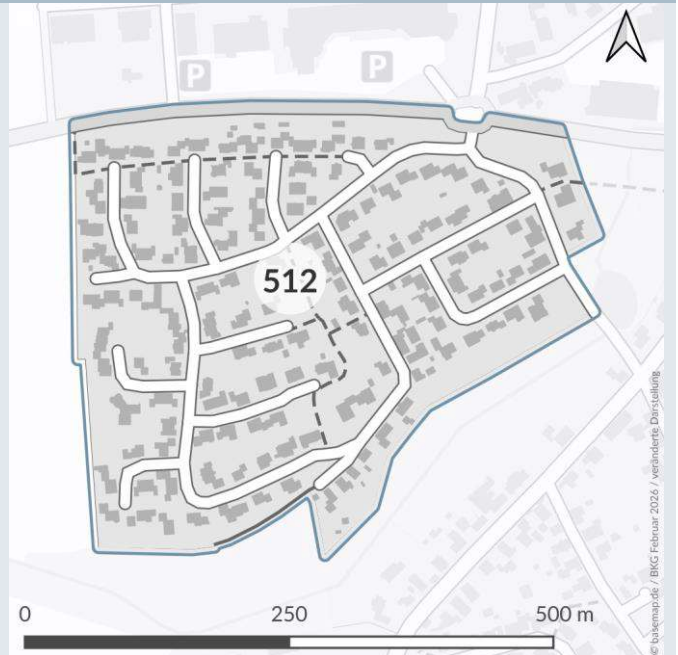 P
P
512
0 250 500 m
© basemap.de / BKG Februar 2026 / veränderte Darstellung